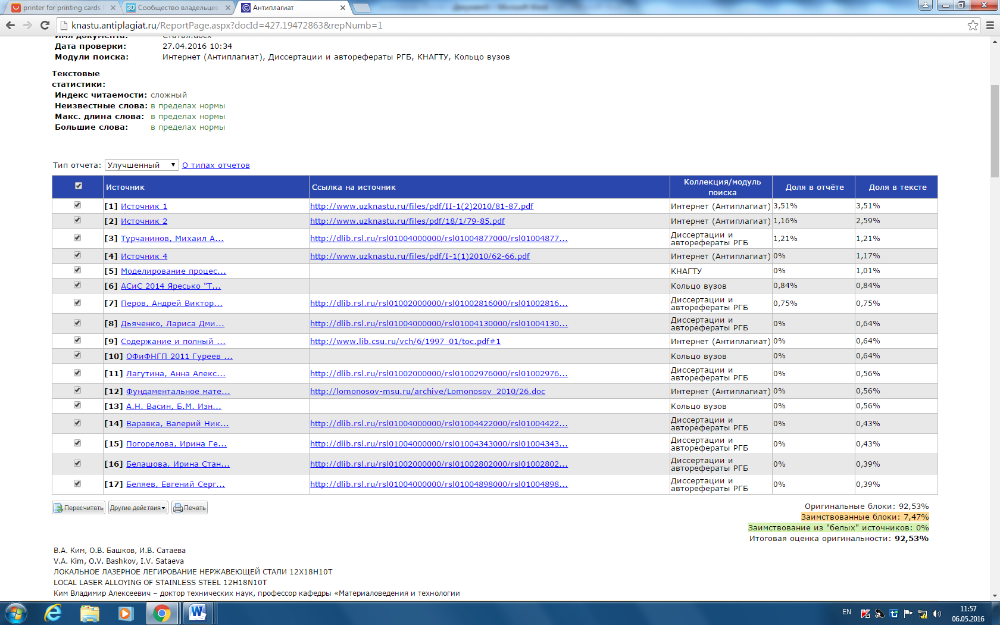 printer for printing cards
Сообщество владельцев
Антиплагиат
knastu.antiplagiat.ru/ReportPage.aspx?docId=427.19472863&repNumb=1
Имя документа: Статья.docx
Дата проверки: 27.04.2016 10:34
Модули поиска: Интернет (Антиплагиат), Диссертации и авторефераты РГБ, КНАГТУ, Кольцо вузов
Текстовые
статистики:
Индекс читаемости: сложный
Неизвестные слова: в пределах нормы
Макс. длина слова: в пределах нормы
Большие слова: в пределах нормы
Тип отчета: Улучшенный О типах отчетов
Источник Ссылка на источник Коллекция/модуль поиска Доля в отчёте Доля в тексте
[1] Источник 1 http://www.uzknastu.ru/files/pdf/II-1(2)2010/81-87.pdf Интернет (Антиплагиат) 3,51% 3,51%
[2] Источник 2 http://www.uzknastu.ru/files/pdf/18/1/79-85.pdf Интернет (Антиплагиат) 1,16% 2,59%
[3] Турчанинов, Михаил А... http://dlib.rsl.ru/rsl01004000000/rsl01004877000/rsl01004877... Диссертации и авторефераты РГБ 1,21% 1,21%
[4] Источник 4 http://www.uzknastu.ru/files/pdf/I-1(1)2010/62-66.pdf Интернет (Антиплагиат) 0% 1,17%
[5] Моделирование процес... КНАГТУ 0% 1,01%
[6] АСиС 2014 Яресько "Т... Кольцо вузов 0,84% 0,84%
[7] Перов, Андрей Виктор... http://dlib.rsl.ru/rsl01002000000/rsl01002816000/rsl01002816... Диссертации и авторефераты РГБ 0,75% 0,75%
[8] Дьяченко, Лариса Дми... http://dlib.rsl.ru/rsl01004000000/rsl01004130000/rsl01004130... Диссертации и авторефераты РГБ 0% 0,64%
[9] Содержание и полный ... http://www.lib.csu.ru/vch/6/1997_01/toc.pdf#1 Интернет (Антиплагиат) 0% 0,64%
[10] ОФиФНГП 2011 Гуреев ... Кольцо вузов 0% 0,64%
[11] Лагутина, Анна Алекс... http://dlib.rsl.ru/rsl01002000000/rsl01002976000/rsl01002976... Диссертации и авторефераты РГБ 0% 0,56%
[12] Фундаментальное мате... http://lomonosov-msu.ru/archive/Lomonosov_2010/26.doc Интернет (Антиплагиат) 0% 0,56%
[13] А.Н. Васин, Б.М. Изн... Кольцо вузов 0% 0,56%
[14] Варавка, Валерий Ник... http://dlib.rsl.ru/rsl01004000000/rsl01004422000/rsl01004422... Диссертации и авторефераты РГБ 0% 0,43%
[15] Погорелова, Ирина Ге... http://dlib.rsl.ru/rsl01004000000/rsl01004343000/rsl01004343... Диссертации и авторефераты РГБ 0% 0,43%
[16] Белашова, Ирина Стан... http://dlib.rsl.ru/rsl01002000000/rsl01002802000/rsl01002802... Диссертации и авторефераты РГБ 0% 0,39%
[17] Беляев, Евгений Серг... http://dlib.rsl.ru/rsl01004000000/rsl01004898000/rsl01004898... Диссертации и авторефераты РГБ 0% 0,39%
Пересчитать Другие действия Печать
Оригинальные блоки: 92,53%
Заимствованные блоки: 7,47%
Заимствование из "белых" источников: 0%
Итоговая оценка оригинальности: 92,53%
В.А. Ким, О.В. Башков, И.В. Сатаева
V.A. Kim, O.V. Bashkov, I.V. Sataeva
ЛОКАЛЬНОЕ ЛАЗЕРНОЕ ЛЕГИРОВАНИЕ НЕРЖАВЕЮЩЕЙ СТАЛИ 12Х18Н10Т
LOCAL LASER ALLOYING OF STAINLESS STEEL 12H18N10T
Ким Владимир Алексеевич – доктор технических наук, профессор кафедры «Материаловедения и технологии
EN
11:57
06.05.2016